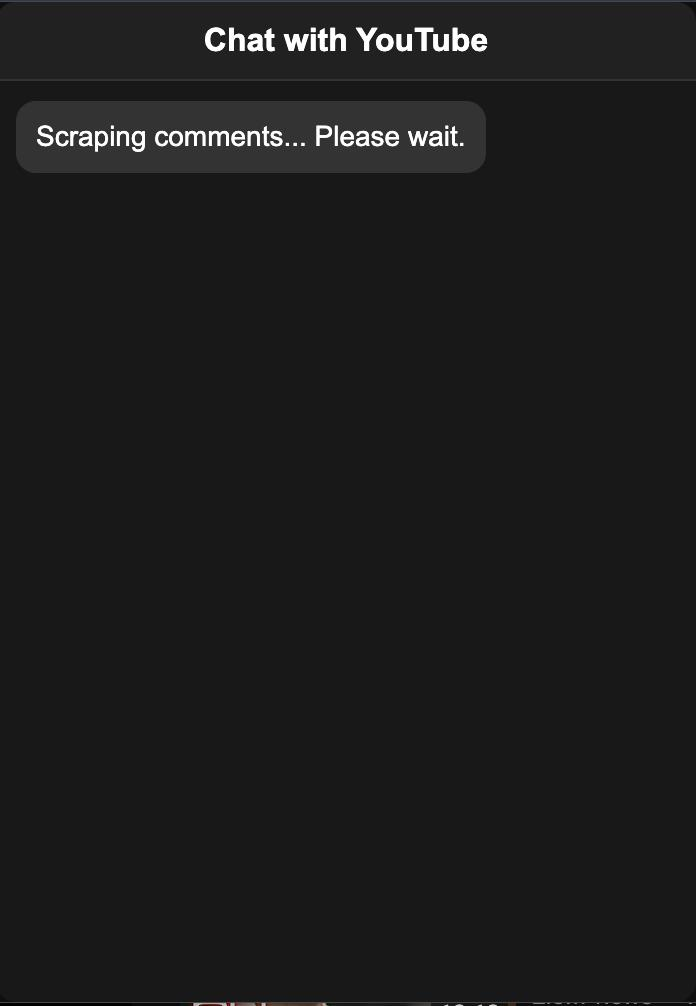 Chat with YouTube
Scraping comments... Please wait.